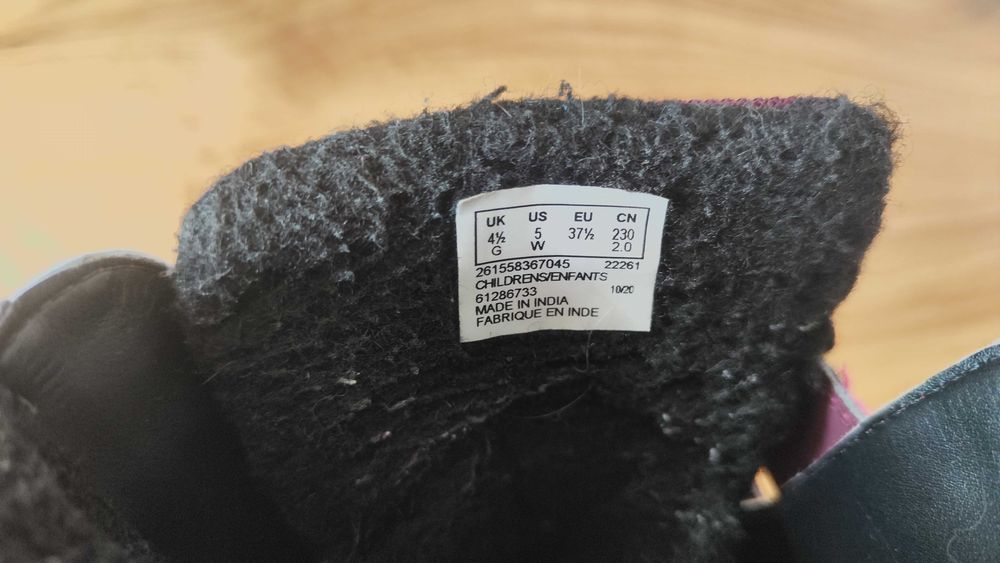 UK US EU CN
4½ 5 37½ 230
G W 2.0
261558367045 22261
CHILDRENS/ENFANTS
61286733 10/20
MADE IN INDIA
FABRIQUE EN INDE